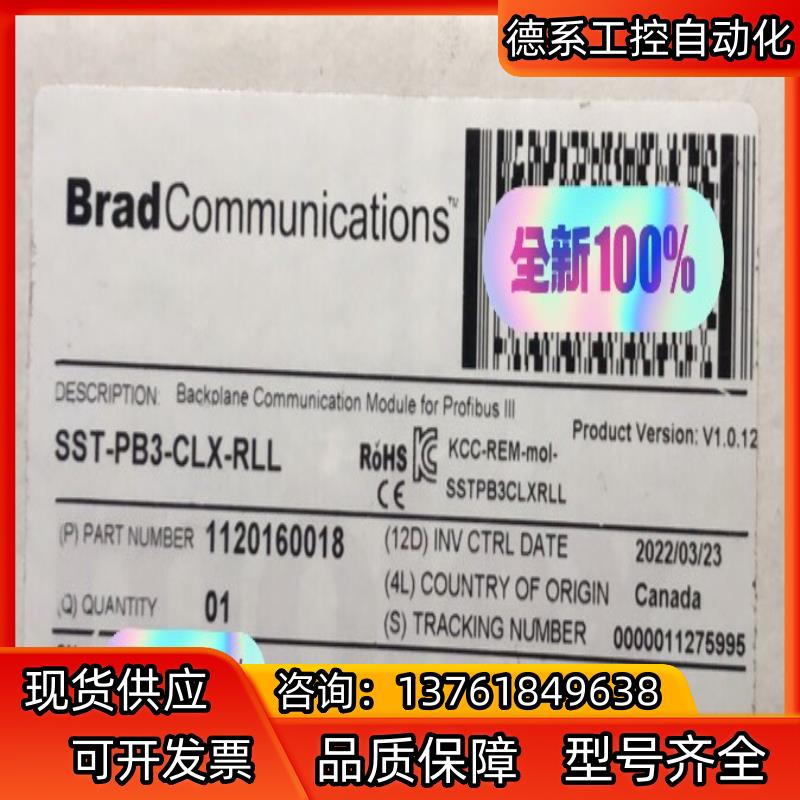 德系工控自动化
BradCommunications™
全新100%
DESCRIPTION: Backplane Communication Module for Profibus III
SST-PB3-CLX-RLL
RoHS
CE
KCC-REM-mol-
SSTPB3CLXRLL
Product Version: V1.0.12
(P) PART NUMBER 1120160018
(Q) QUANTITY 01
(12D) INV CTRL DATE 2022/03/23
(4L) COUNTRY OF ORIGIN Canada
(S) TRACKING NUMBER 0000011275995
现货供应
咨询：13761849638
可开发票 品质保障 型号齐全